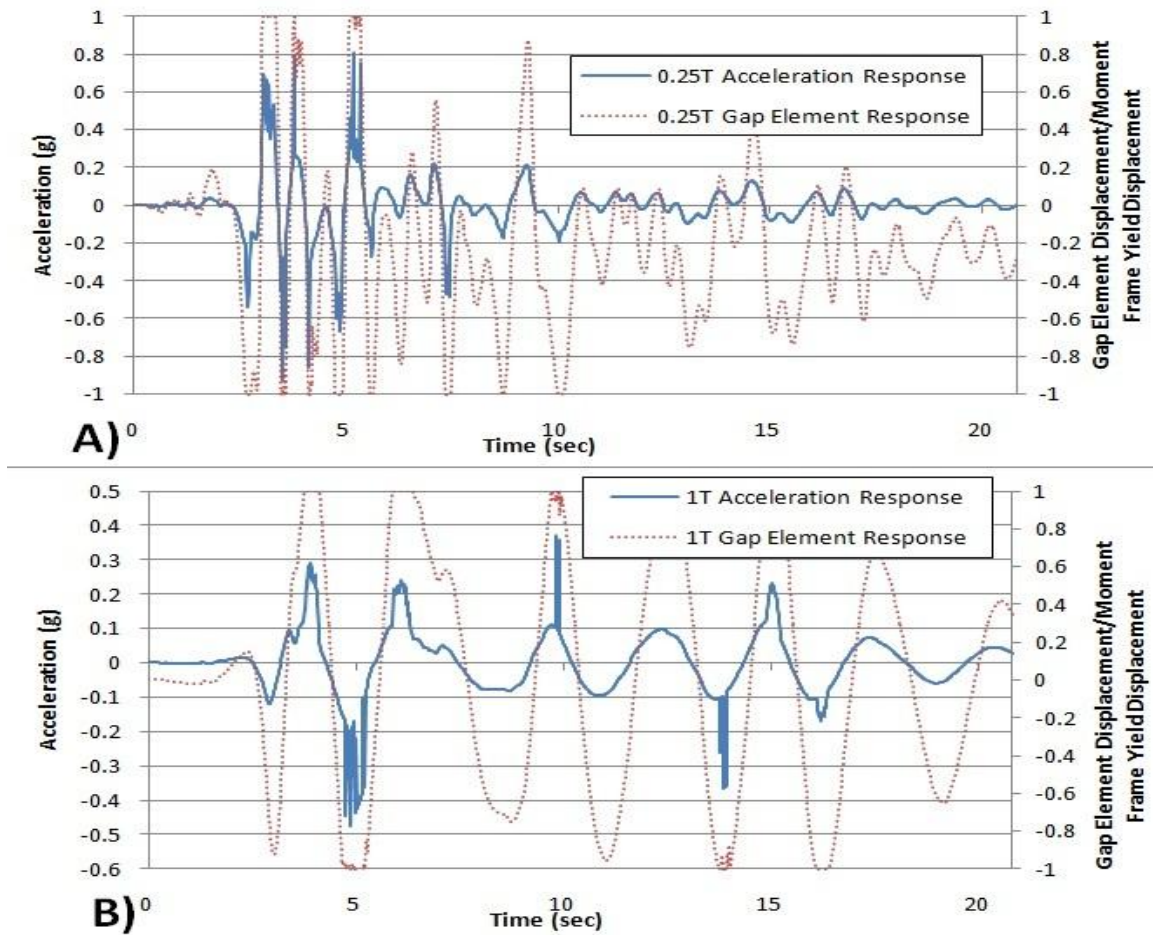 1
0.8
0.6
0.4
0.2
0
-0.2
-0.4
-0.6
-0.8
-1
Acceleration (g)
0.25T Acceleration Response
0.25T Gap Element Response
1
0.8
0.6
0.4
0.2
0
-0.2
-0.4
-0.6
-0.8
-1
Gap Element Displacement/Moment
Frame YieldDisplacement
A)
0 5 10 15 20
Time (sec)
0.5
0.4
0.3
0.2
0.1
0
-0.1
-0.2
-0.3
-0.4
-0.5
-0.6
Acceleration (g)
1T Acceleration Response
1T Gap Element Response
1
0.8
0.6
0.4
0.2
0
-0.2
-0.4
-0.6
-0.8
-1
Gap Element Displacement/Moment
Frame YieldDisplacement
B)
0 5 10 15 20
Time (sec)